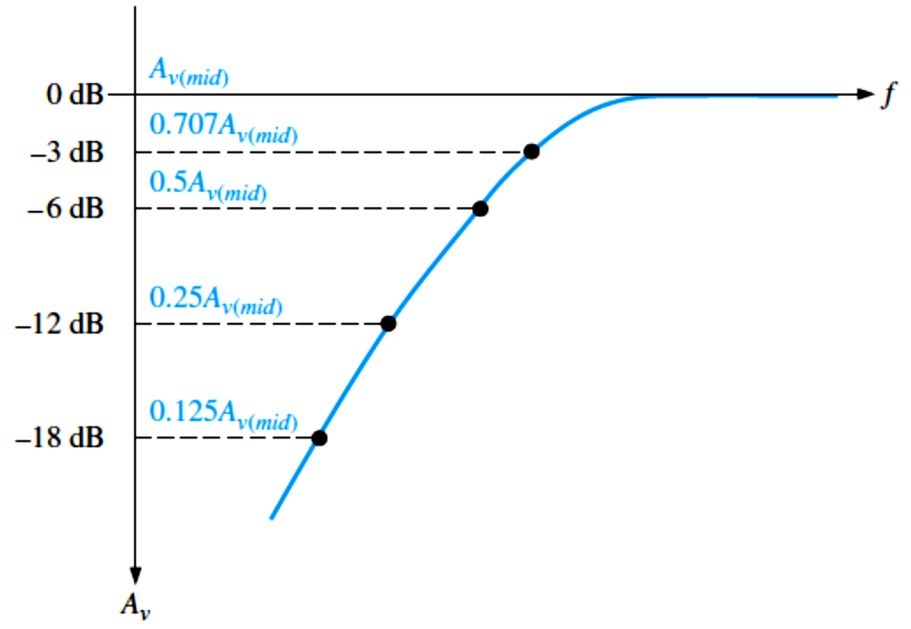 A_v(mid)
0 dB
f
0.707A_v(mid)
–3 dB
0.5A_v(mid)
–6 dB
0.25A_v(mid)
–12 dB
0.125A_v(mid)
–18 dB
A_v